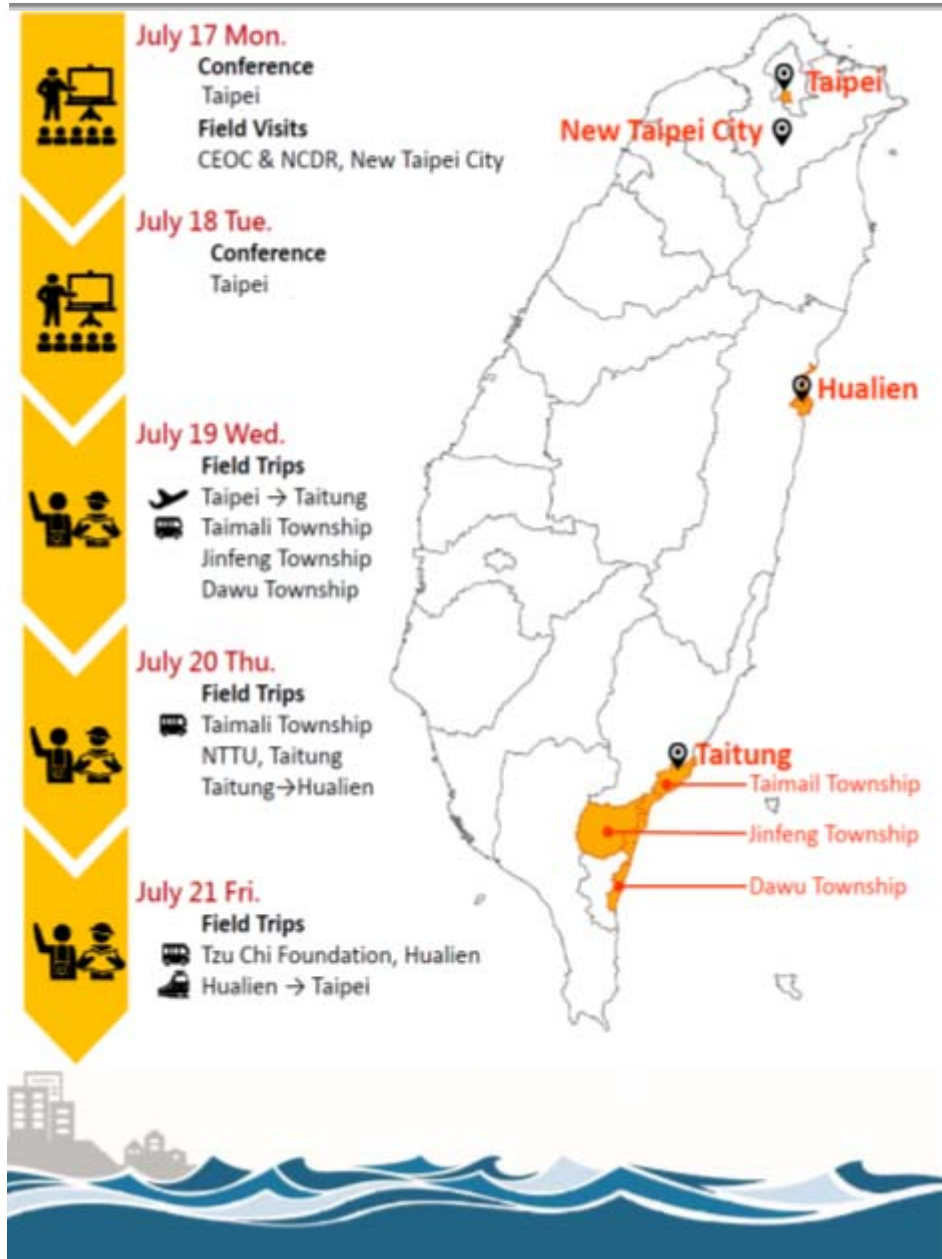 July 17 Mon.
Conference
Taipei
Field Visits
CEOC & NCDR, New Taipei City
July 18 Tue.
Conference
Taipei
July 19 Wed.
Field Trips
Taipei → Taitung
Taimali Township
Jinfeng Township
Dawu Township
July 20 Thu.
Field Trips
Taimali Township
NTTU, Taitung
Taitung→Hualien
July 21 Fri.
Field Trips
Tzu Chi Foundation, Hualien
Hualien → Taipei
Taipei
New Taipei City
Hualien
Taitung
Taimail Township
Jinfeng Township
Dawu Township